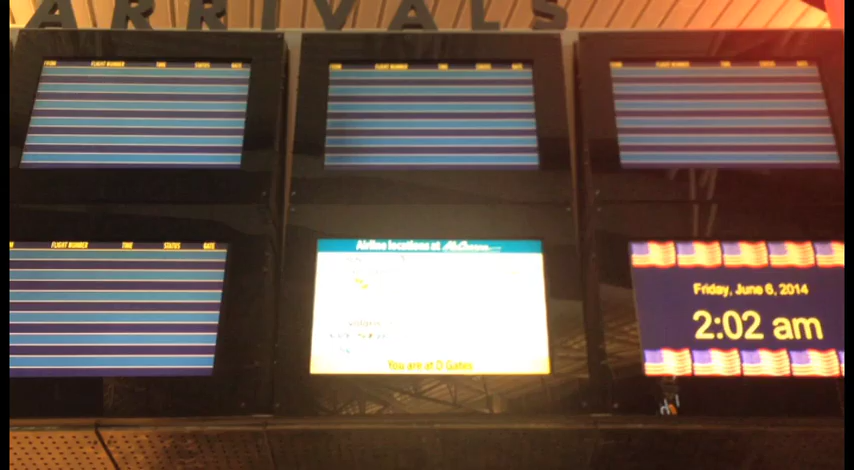 ARRIVALS
FROM FLIGHT NUMBER TIME STATUS GATE
FLIGHT NUMBER TIME STATUS GATE
FROM FLIGHT NUMBER TIME STATUS GATE
FLIGHT NUMBER TIME STATUS GATE
Airline locations at McCarran
You are at D Gates
Friday, June 6, 2014
2:02 am